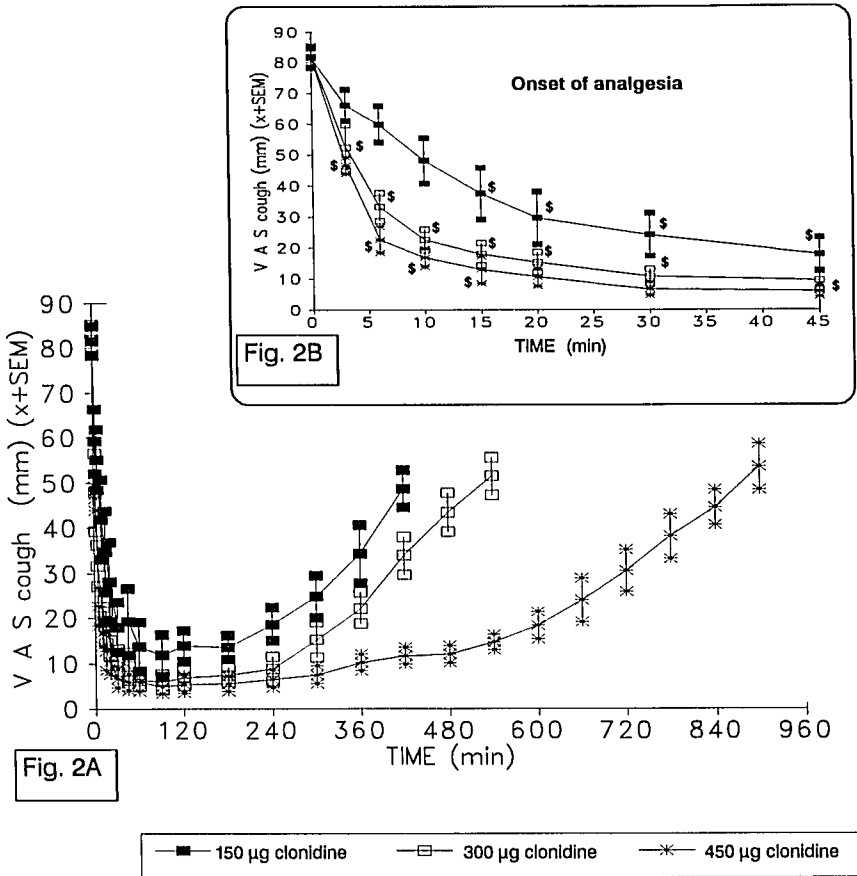 Onset of analgesia
V A S cough (mm) (x+SEM)
90
80
70
60
50
40
30
20
10
0
$ $ $ $ $ $ $
$ $ $ $ $ $
$ $ $ $
0 5 10 15 20 25 30 35 40 45
TIME (min)
Fig. 2B
V A S cough (mm) (x+SEM)
90
80
70
60
50
40
30
20
10
0
0 120 240 360 480 600 720 840 960
TIME (min)
Fig. 2A
150 µg clonidine 300 µg clonidine 450 µg clonidine